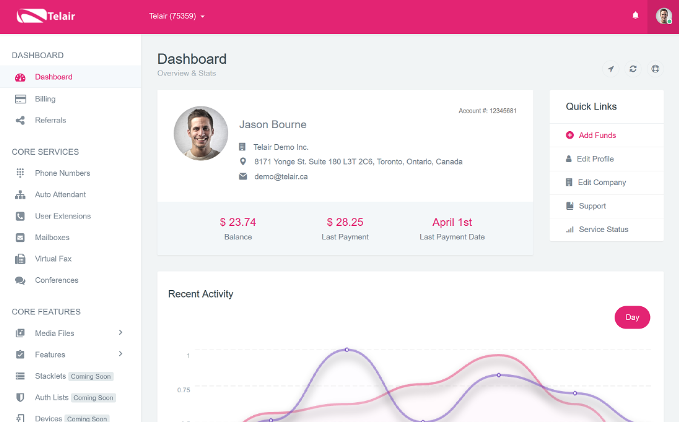 Telair
Telair (75359)
DASHBOARD
Dashboard
Billing
Referrals
CORE SERVICES
Phone Numbers
Auto Attendant
User Extensions
Mailboxes
Virtual Fax
Conferences
CORE FEATURES
Media Files
Features
Stacklets Coming Soon
Auth Lists Coming Soon
Devices Coming Soon
Dashboard
Overview & Stats
Account #: 12345681
Jason Bourne
Telair Demo Inc.
8171 Yonge St. Suite 180 L3T 2C6, Toronto, Ontario, Canada
demo@telair.ca
$ 23.74
Balance
$ 28.25
Last Payment
April 1st
Last Payment Date
Quick Links
Add Funds
Edit Profile
Edit Company
Support
Service Status
Recent Activity
Day
1
0.75